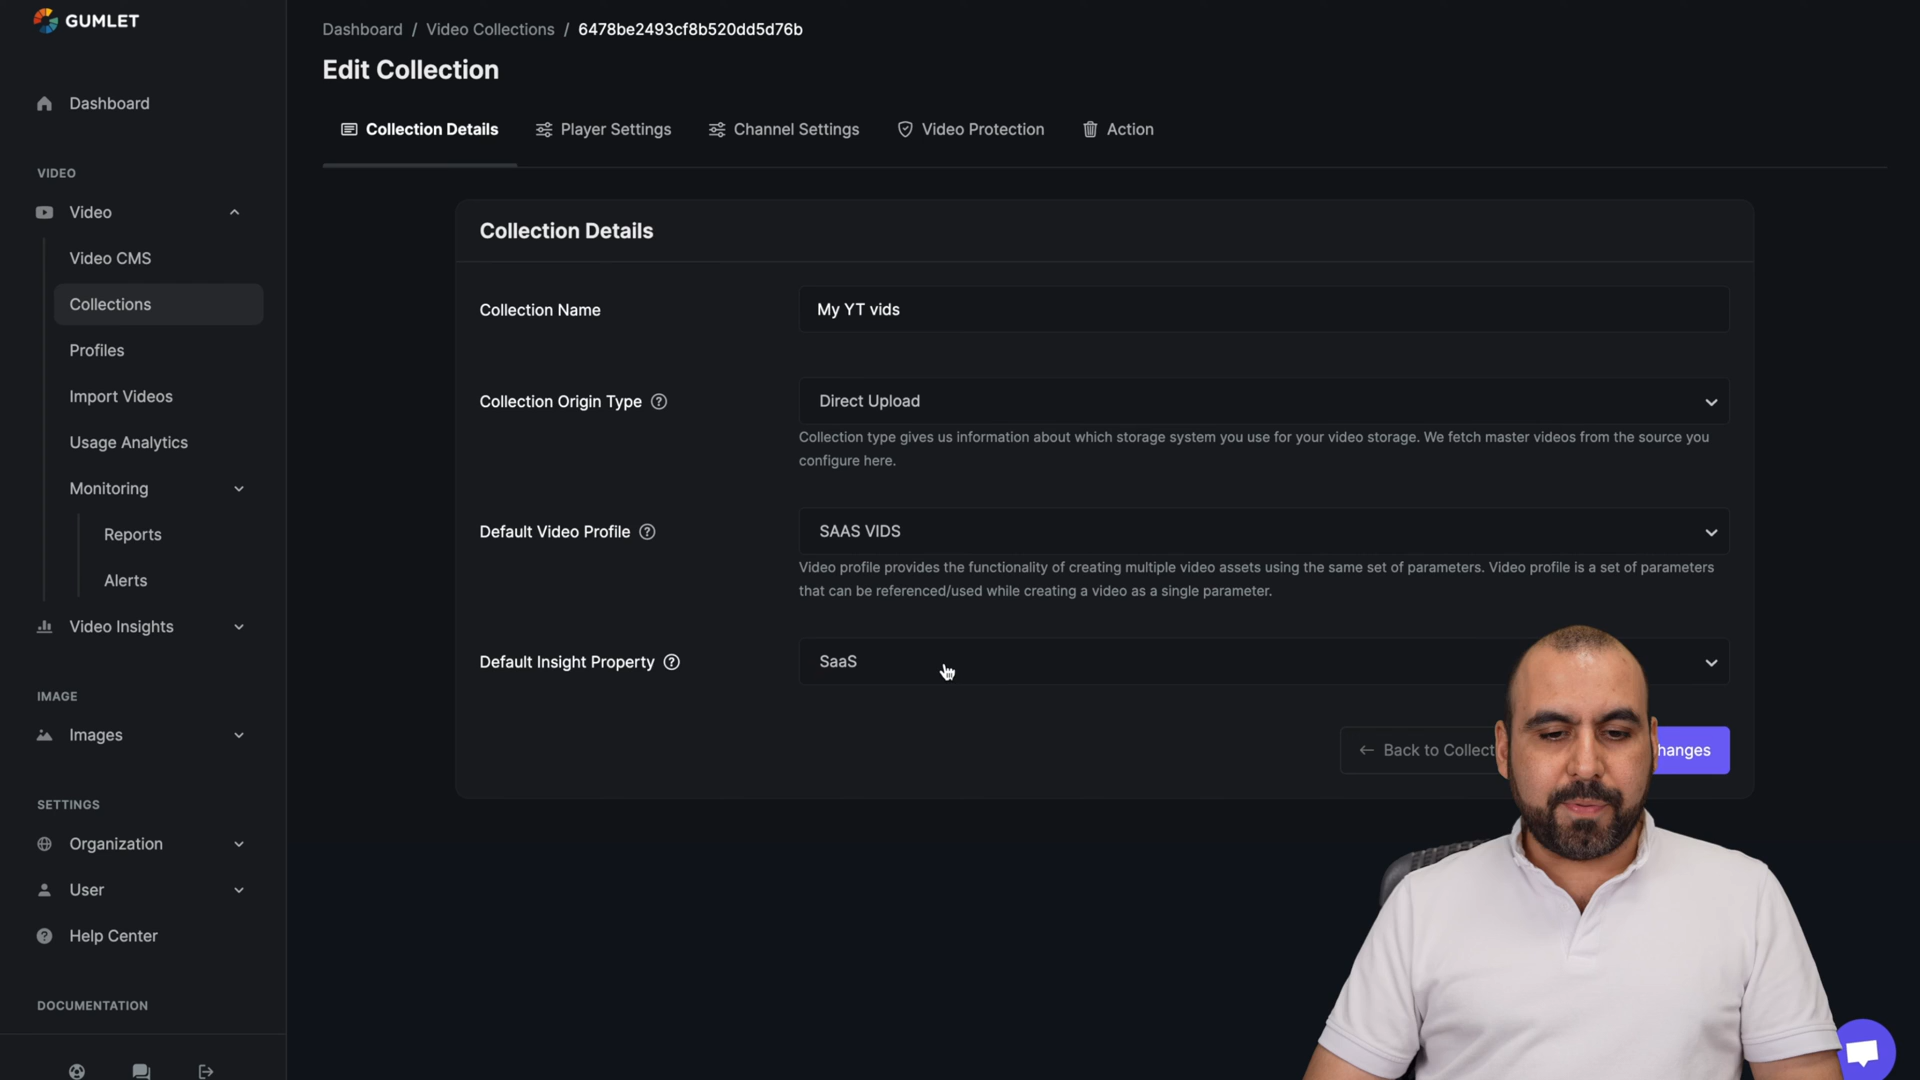 GUMLET
Dashboard
VIDEO
Video
Video CMS
Collections
Profiles
Import Videos
Usage Analytics
Monitoring
Reports
Alerts
Video Insights
IMAGE
Images
SETTINGS
Organization
User
Help Center
DOCUMENTATION
Dashboard / Video Collections / 6478be2493cf8b520dd5d76b
Edit Collection
Collection Details Player Settings Channel Settings Video Protection Action
Collection Details
Collection Name My YT vids
Collection Origin Type Direct Upload
Collection type gives us information about which storage system you use for your video storage. We fetch master videos from the source you
configure here.
Default Video Profile SAAS VIDS
Video profile provides the functionality of creating multiple video assets using the same set of parameters. Video profile is a set of parameters
that can be referenced/used while creating a video as a single parameter.
Default Insight Property SaaS
← Back to Collect hanges